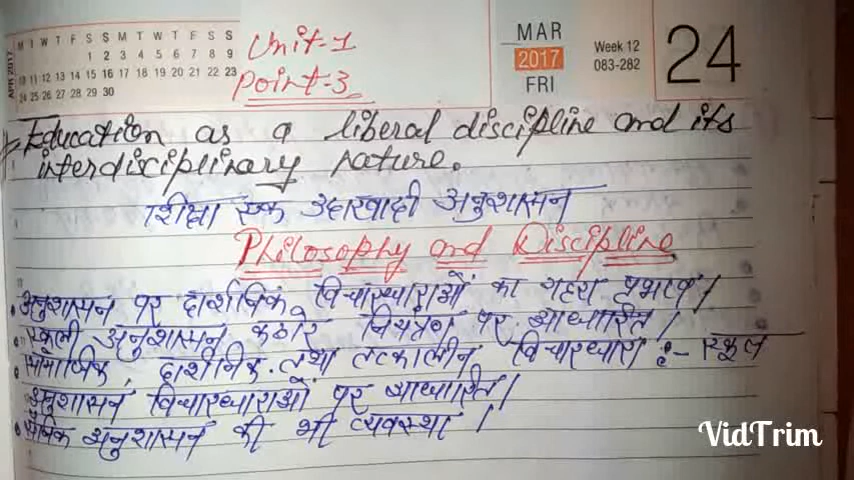 APR 2017
M T W T F S S M T W T F S S
1 2 3 4 5 6 7 8 9
10 11 12 13 14 15 16 17 18 19 20 21 22 23
24 25 26 27 28 29 30
Unit-1
Point-3
MAR
2017
FRI
Week 12
083-282
24
Education as a liberal discipline and its
interdisciplinary nature.
शिक्षा एक उदारवादी अनुशासन
Philosophy and Discipline
अनुशासन पर दार्शनिक विचारधाराओं का गहरा प्रभाव।
स्कूली अनुशासन कठोर नियंत्रण पर आधारित।
सामाजिक, दार्शनिक तथा तत्कालीन विचारधारा :- स्कूल
अनुशासन विचारधाराओं पर आधारित।
अनुशासन की भी व्यवस्था।
VidTrim